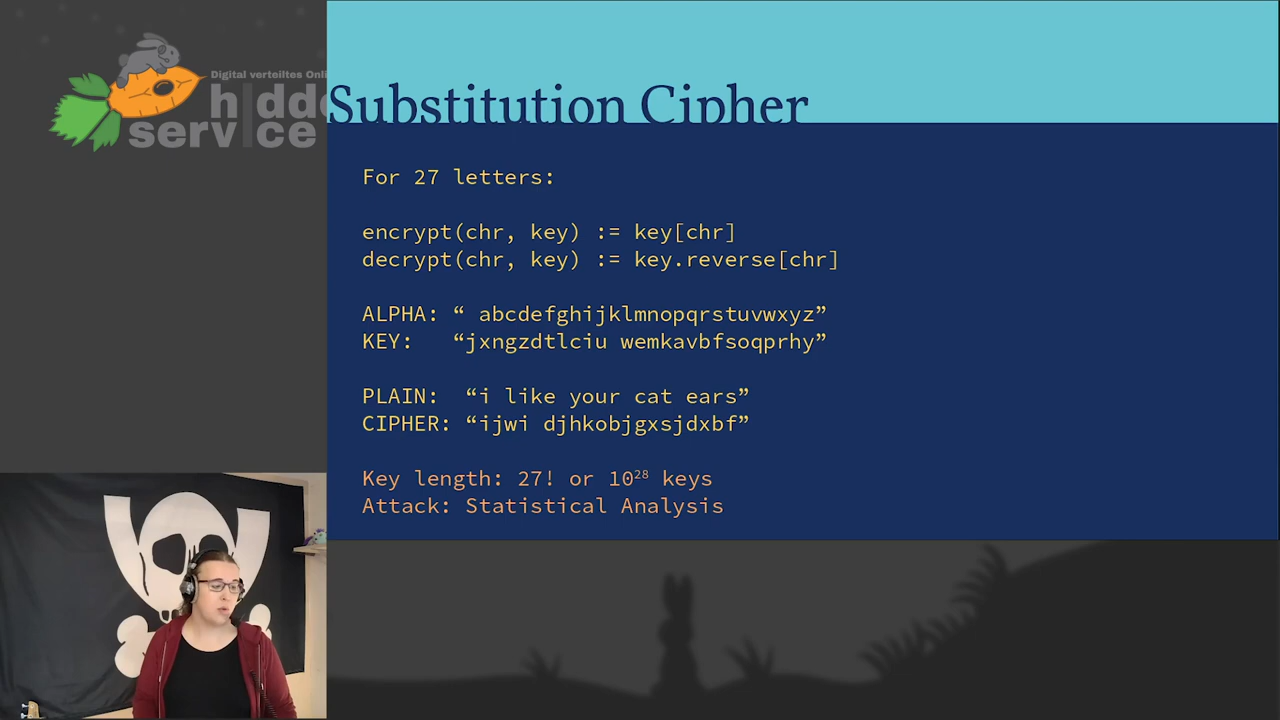 Digital verteiltes Onli
hidde
service
Substitution Cipher
For 27 letters:
encrypt(chr, key) := key[chr]
decrypt(chr, key) := key.reverse[chr]
ALPHA: “ abcdefghijklmnopqrstuvwxyz”
KEY: “jxngzdtlciu wemkavbfsoqprhy”
PLAIN: “i like your cat ears”
CIPHER: “ijwi djhkobjgxsjdxbf”
Key length: 27! or 10²⁸ keys
Attack: Statistical Analysis